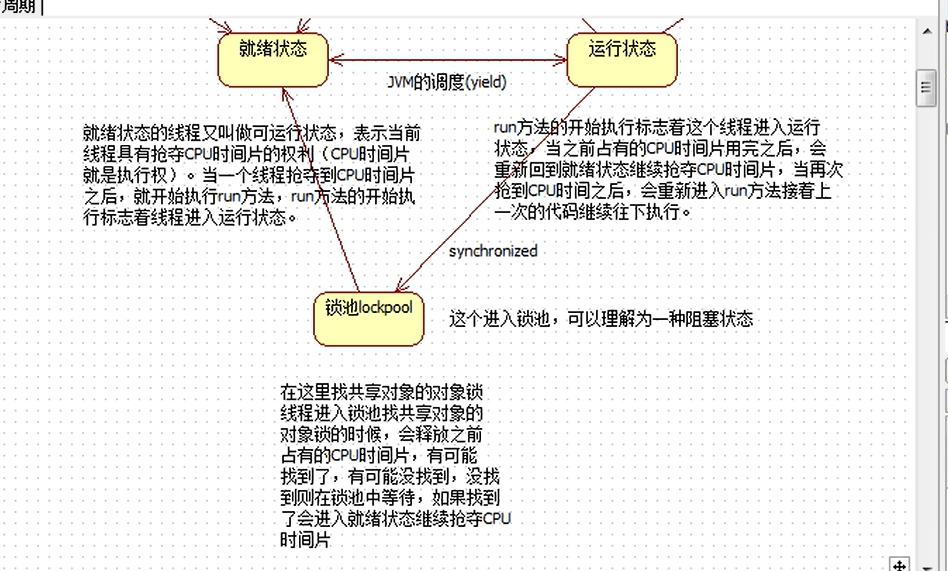 周期
就绪状态
运行状态
JVM的调度(yield)
就绪状态的线程又叫做可运行状态，表示当前
线程具有抢夺CPU时间片的权利（CPU时间片
就是执行权）。当一个线程抢夺到CPU时间片
之后，就开始执行run方法，run方法的开始执
行标志着线程进入运行状态。
run方法的开始执行标志着这个线程进入运行
状态，当之前占有的CPU时间片用完之后，会
重新回到就绪状态继续抢夺CPU时间片，当再次
抢到CPU时间之后，会重新进入run方法接着上
一次的代码继续往下执行。
synchronized
锁池lockpool
这个进入锁池，可以理解为一种阻塞状态
在这里找共享对象的对象锁
线程进入锁池找共享对象的
对象锁的时候，会释放之前
占有的CPU时间片，有可能
找到了，有可能没找到，没找
到则在锁池中等待，如果找到
了会进入就绪状态继续抢夺CPU
时间片